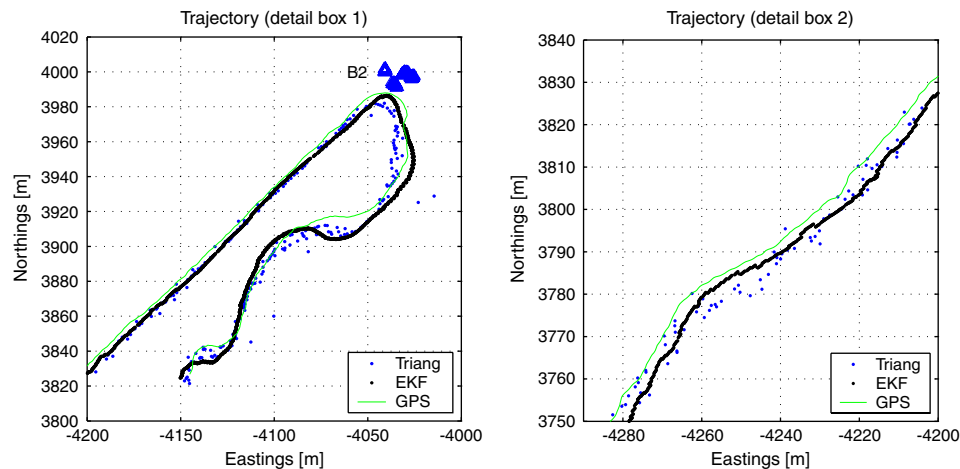 Trajectory (detail box 1)
4020
4000
3980
3960
3940
3920
3900
3880
3860
3840
3820
3800
Northings [m]
B2
Triang
EKF
GPS
-4200 -4150 -4100 -4050 -4000
Eastings [m]
Trajectory (detail box 2)
3840
3830
3820
3810
3800
3790
3780
3770
3760
3750
Northings [m]
Triang
EKF
GPS
-4280 -4260 -4240 -4220 -4200
Eastings [m]